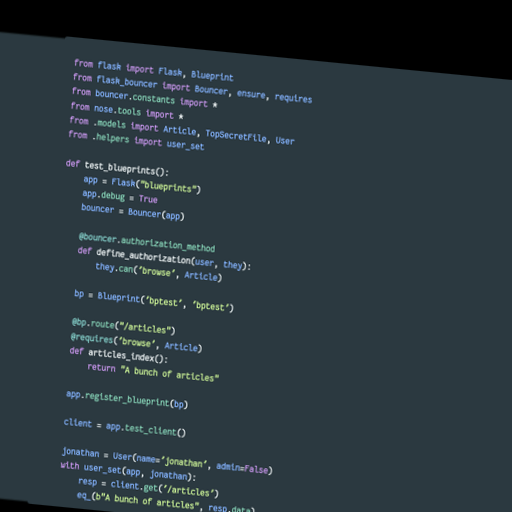 from flask import Flask, Blueprint
from flask_bouncer import Bouncer, ensure, requires
from bouncer.constants import *
from nose.tools import *
from .models import Article, TopSecretFile, User
from .helpers import user_set
def test_blueprints():
    app = Flask("blueprints")
    app.debug = True
    bouncer = Bouncer(app)
    @bouncer.authorization_method
    def define_authorization(user, they):
        they.can('browse', Article)
    bp = Blueprint('bptest', 'bptest')
    @bp.route("/articles")
    @requires('browse', Article)
    def articles_index():
        return "A bunch of articles"
    app.register_blueprint(bp)
    client = app.test_client()
    jonathan = User(name='jonathan', admin=False)
    with user_set(app, jonathan):
        resp = client.get('/articles')
        eq_(b"A bunch of articles", resp.data)